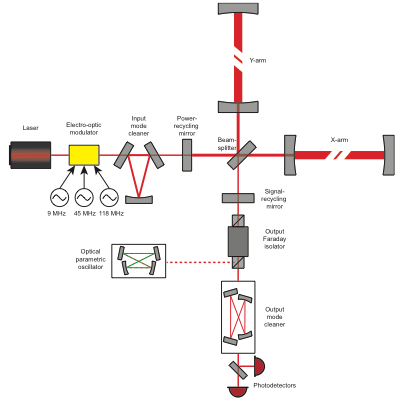 Y-arm
Laser
Electro-optic
modulator
Input
mode
cleaner
Power-
recycling
mirror
Beam-
splitter
X-arm
9 MHz
45 MHz
118 MHz
Signal-
recycling
mirror
Output
Faraday
isolator
Optical
parametric
oscillator
Output
mode
cleaner
Photodetectors